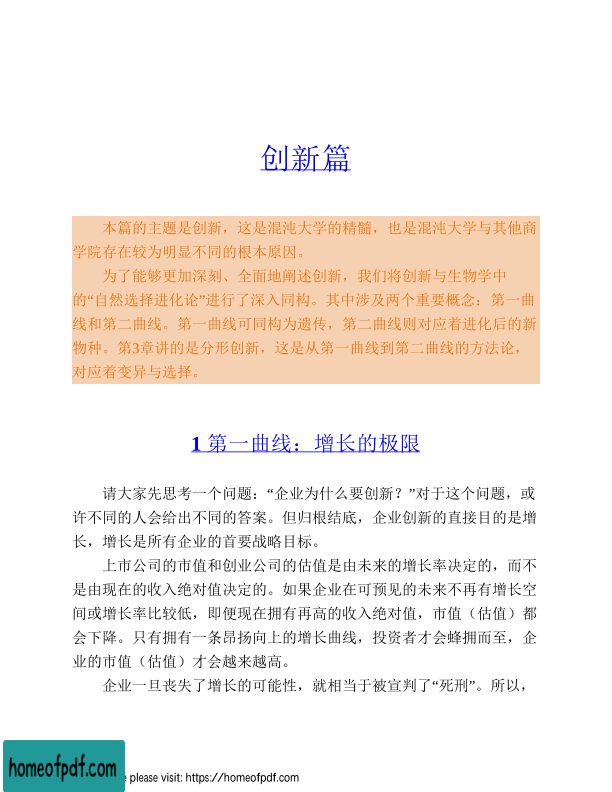 创新篇
本篇的主题是创新，这是混沌大学的精髓，也是混沌大学与其他商
学院存在较为明显不同的根本原因。
为了能够更加深刻、全面地阐述创新，我们将创新与生物学中
的“自然选择进化论”进行了深入同构。其中涉及两个重要概念：第一曲
线和第二曲线。第一曲线可同构为遗传，第二曲线则对应着进化后的新
物种。第3章讲的是分形创新，这是从第一曲线到第二曲线的方法论，
对应着变异与选择。
1 第一曲线：增长的极限
请大家先思考一个问题：“企业为什么要创新？”对于这个问题，或
许不同的人会给出不同的答案。但归根结底，企业创新的直接目的是增
长，增长是所有企业的首要战略目标。
上市公司的市值和创业公司的估值是由未来的增长率决定的，而不
是由现在的收入绝对值决定的。如果企业在可预见的未来不再有增长空
间或增长率比较低，即便现在拥有再高的收入绝对值，市值（估值）都
会下降。只有拥有一条昂扬向上的增长曲线，投资者才会蜂拥而至，企
业的市值（估值）才会越来越高。
企业一旦丧失了增长的可能性，就相当于被宣判了“死刑”。所以，
homeofpdf.com
e please visit: https://homeofpdf.com